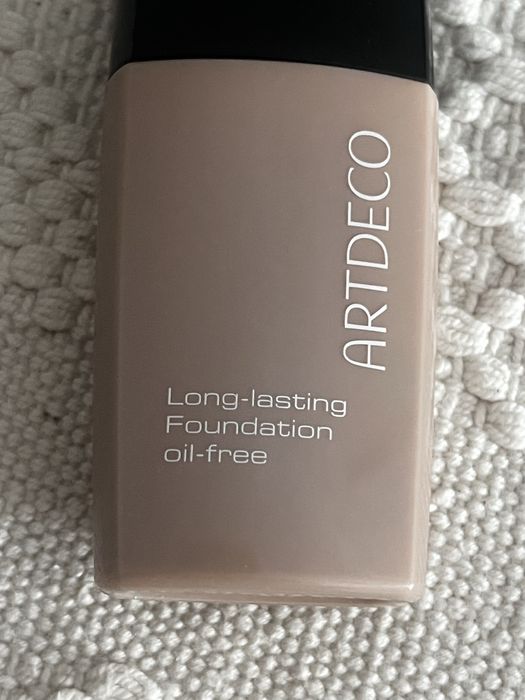 ARTDECO
Long-lasting
Foundation
oil-free